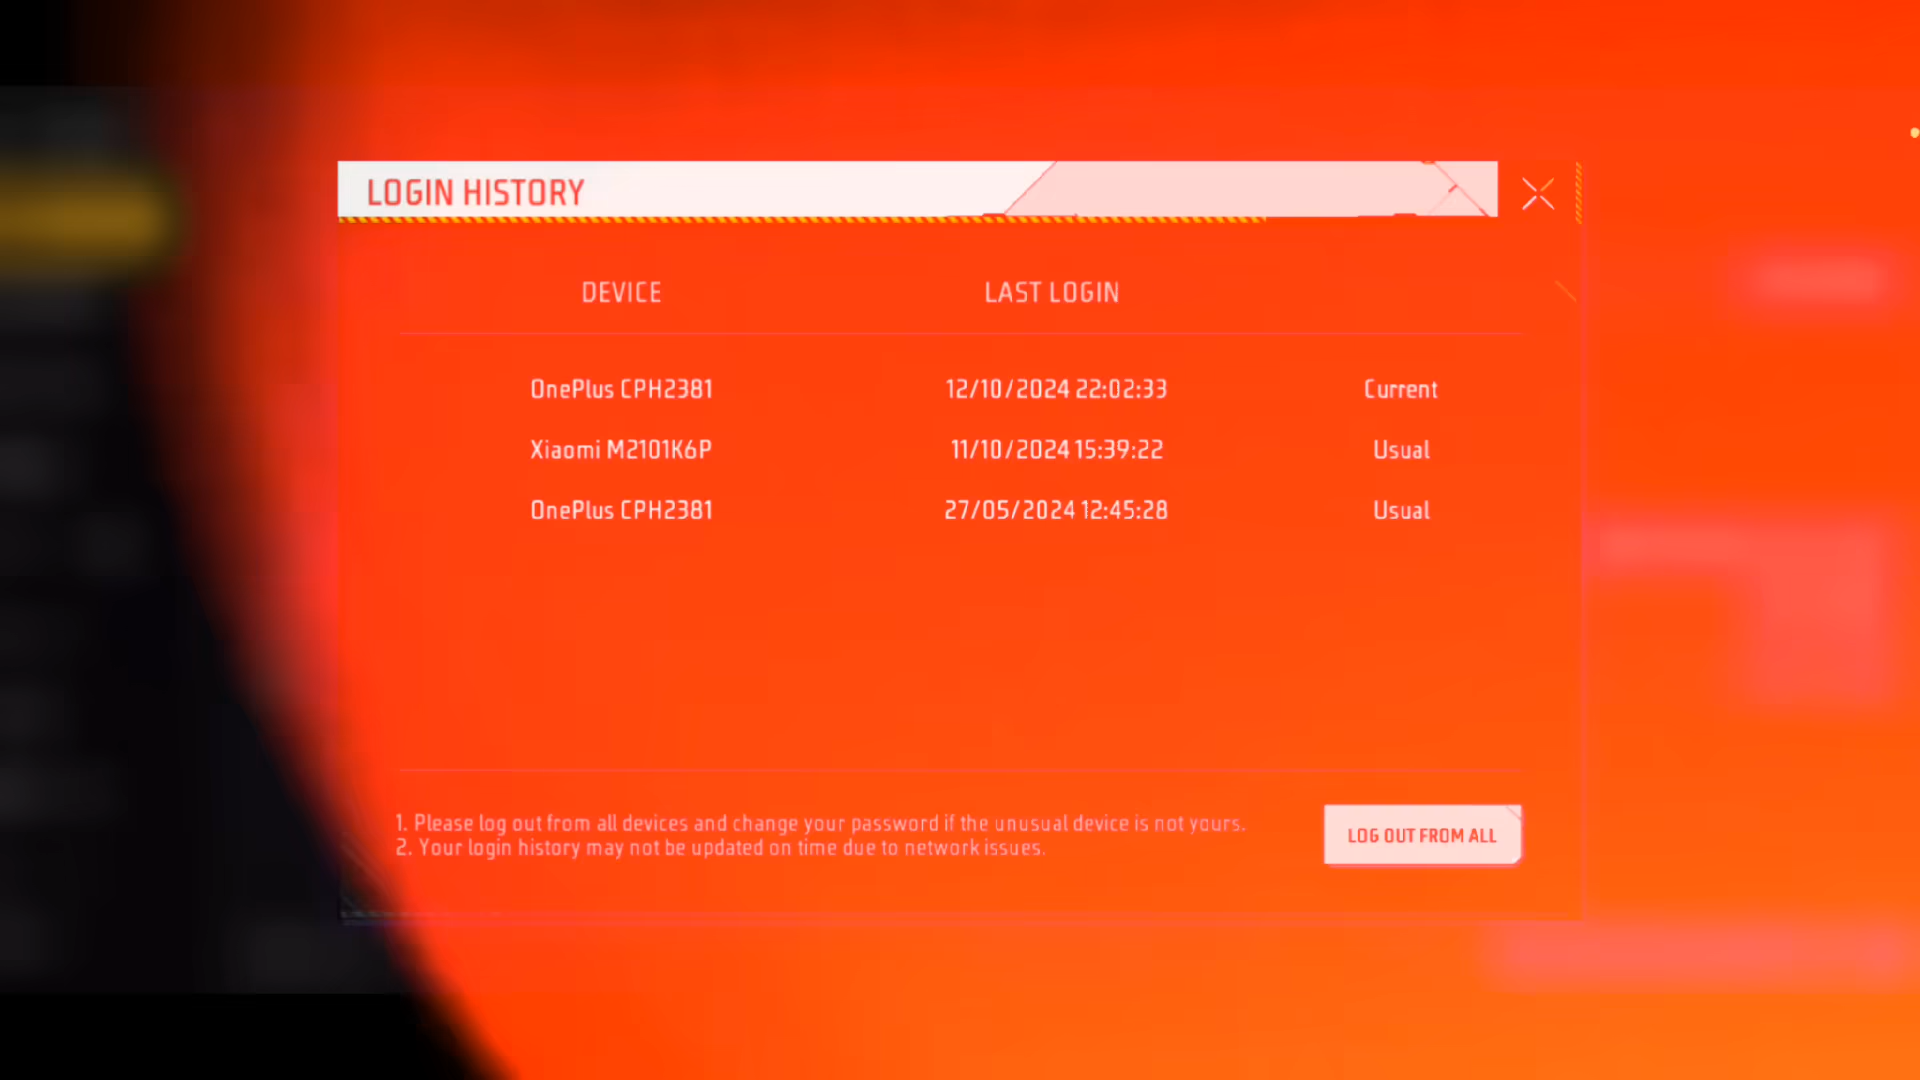 LOGIN HISTORY
DEVICE LAST LOGIN
OnePlus CPH2381 12/10/2024 22:02:33 Current
Xiaomi M2101K6P 11/10/2024 15:39:22 Usual
OnePlus CPH2381 27/05/2024 12:45:28 Usual
1. Please log out from all devices and change your password if the unusual device is not yours.
2. Your login history may not be updated on time due to network issues.
LOG OUT FROM ALL